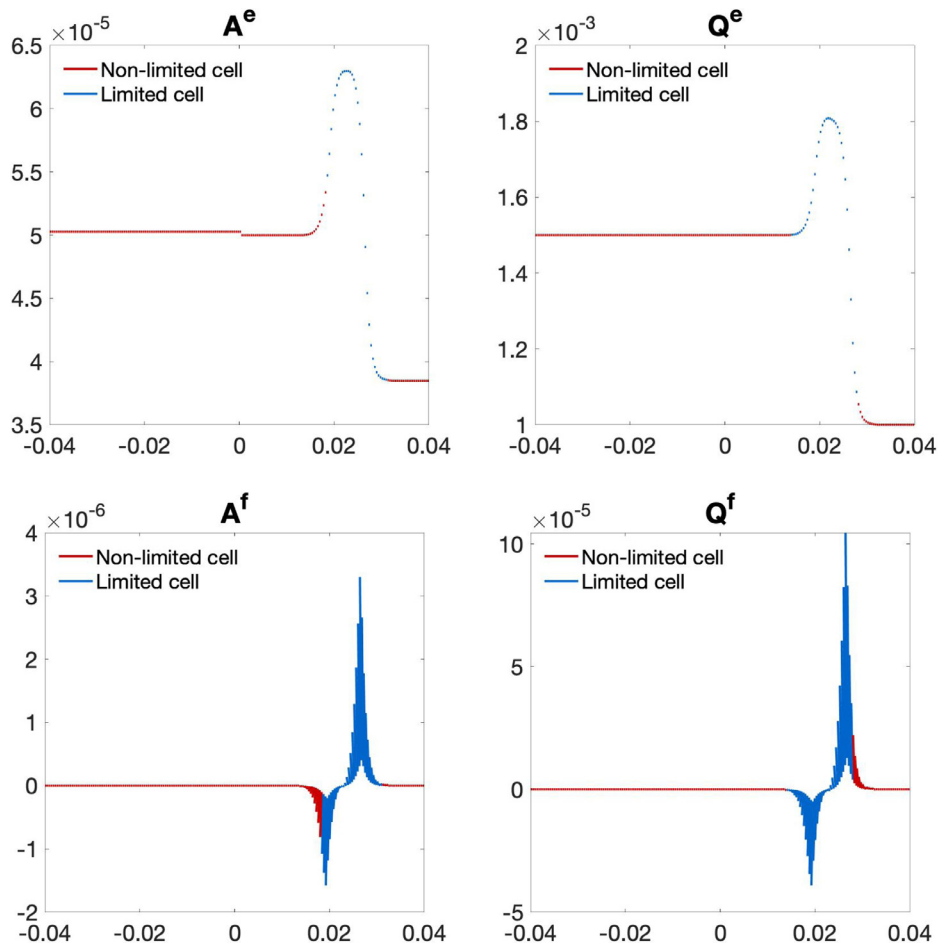 A^e
×10^-5
6.5
6
5.5
5
4.5
4
3.5
Non-limited cell
Limited cell
-0.04 -0.02 0 0.02 0.04
Q^e
×10^-3
2
1.8
1.6
1.4
1.2
1
Non-limited cell
Limited cell
-0.04 -0.02 0 0.02 0.04
A^f
×10^-6
4
3
2
1
0
-1
-2
Non-limited cell
Limited cell
-0.04 -0.02 0 0.02 0.04
Q^f
×10^-5
10
5
0
-5
Non-limited cell
Limited cell
-0.04 -0.02 0 0.02 0.04